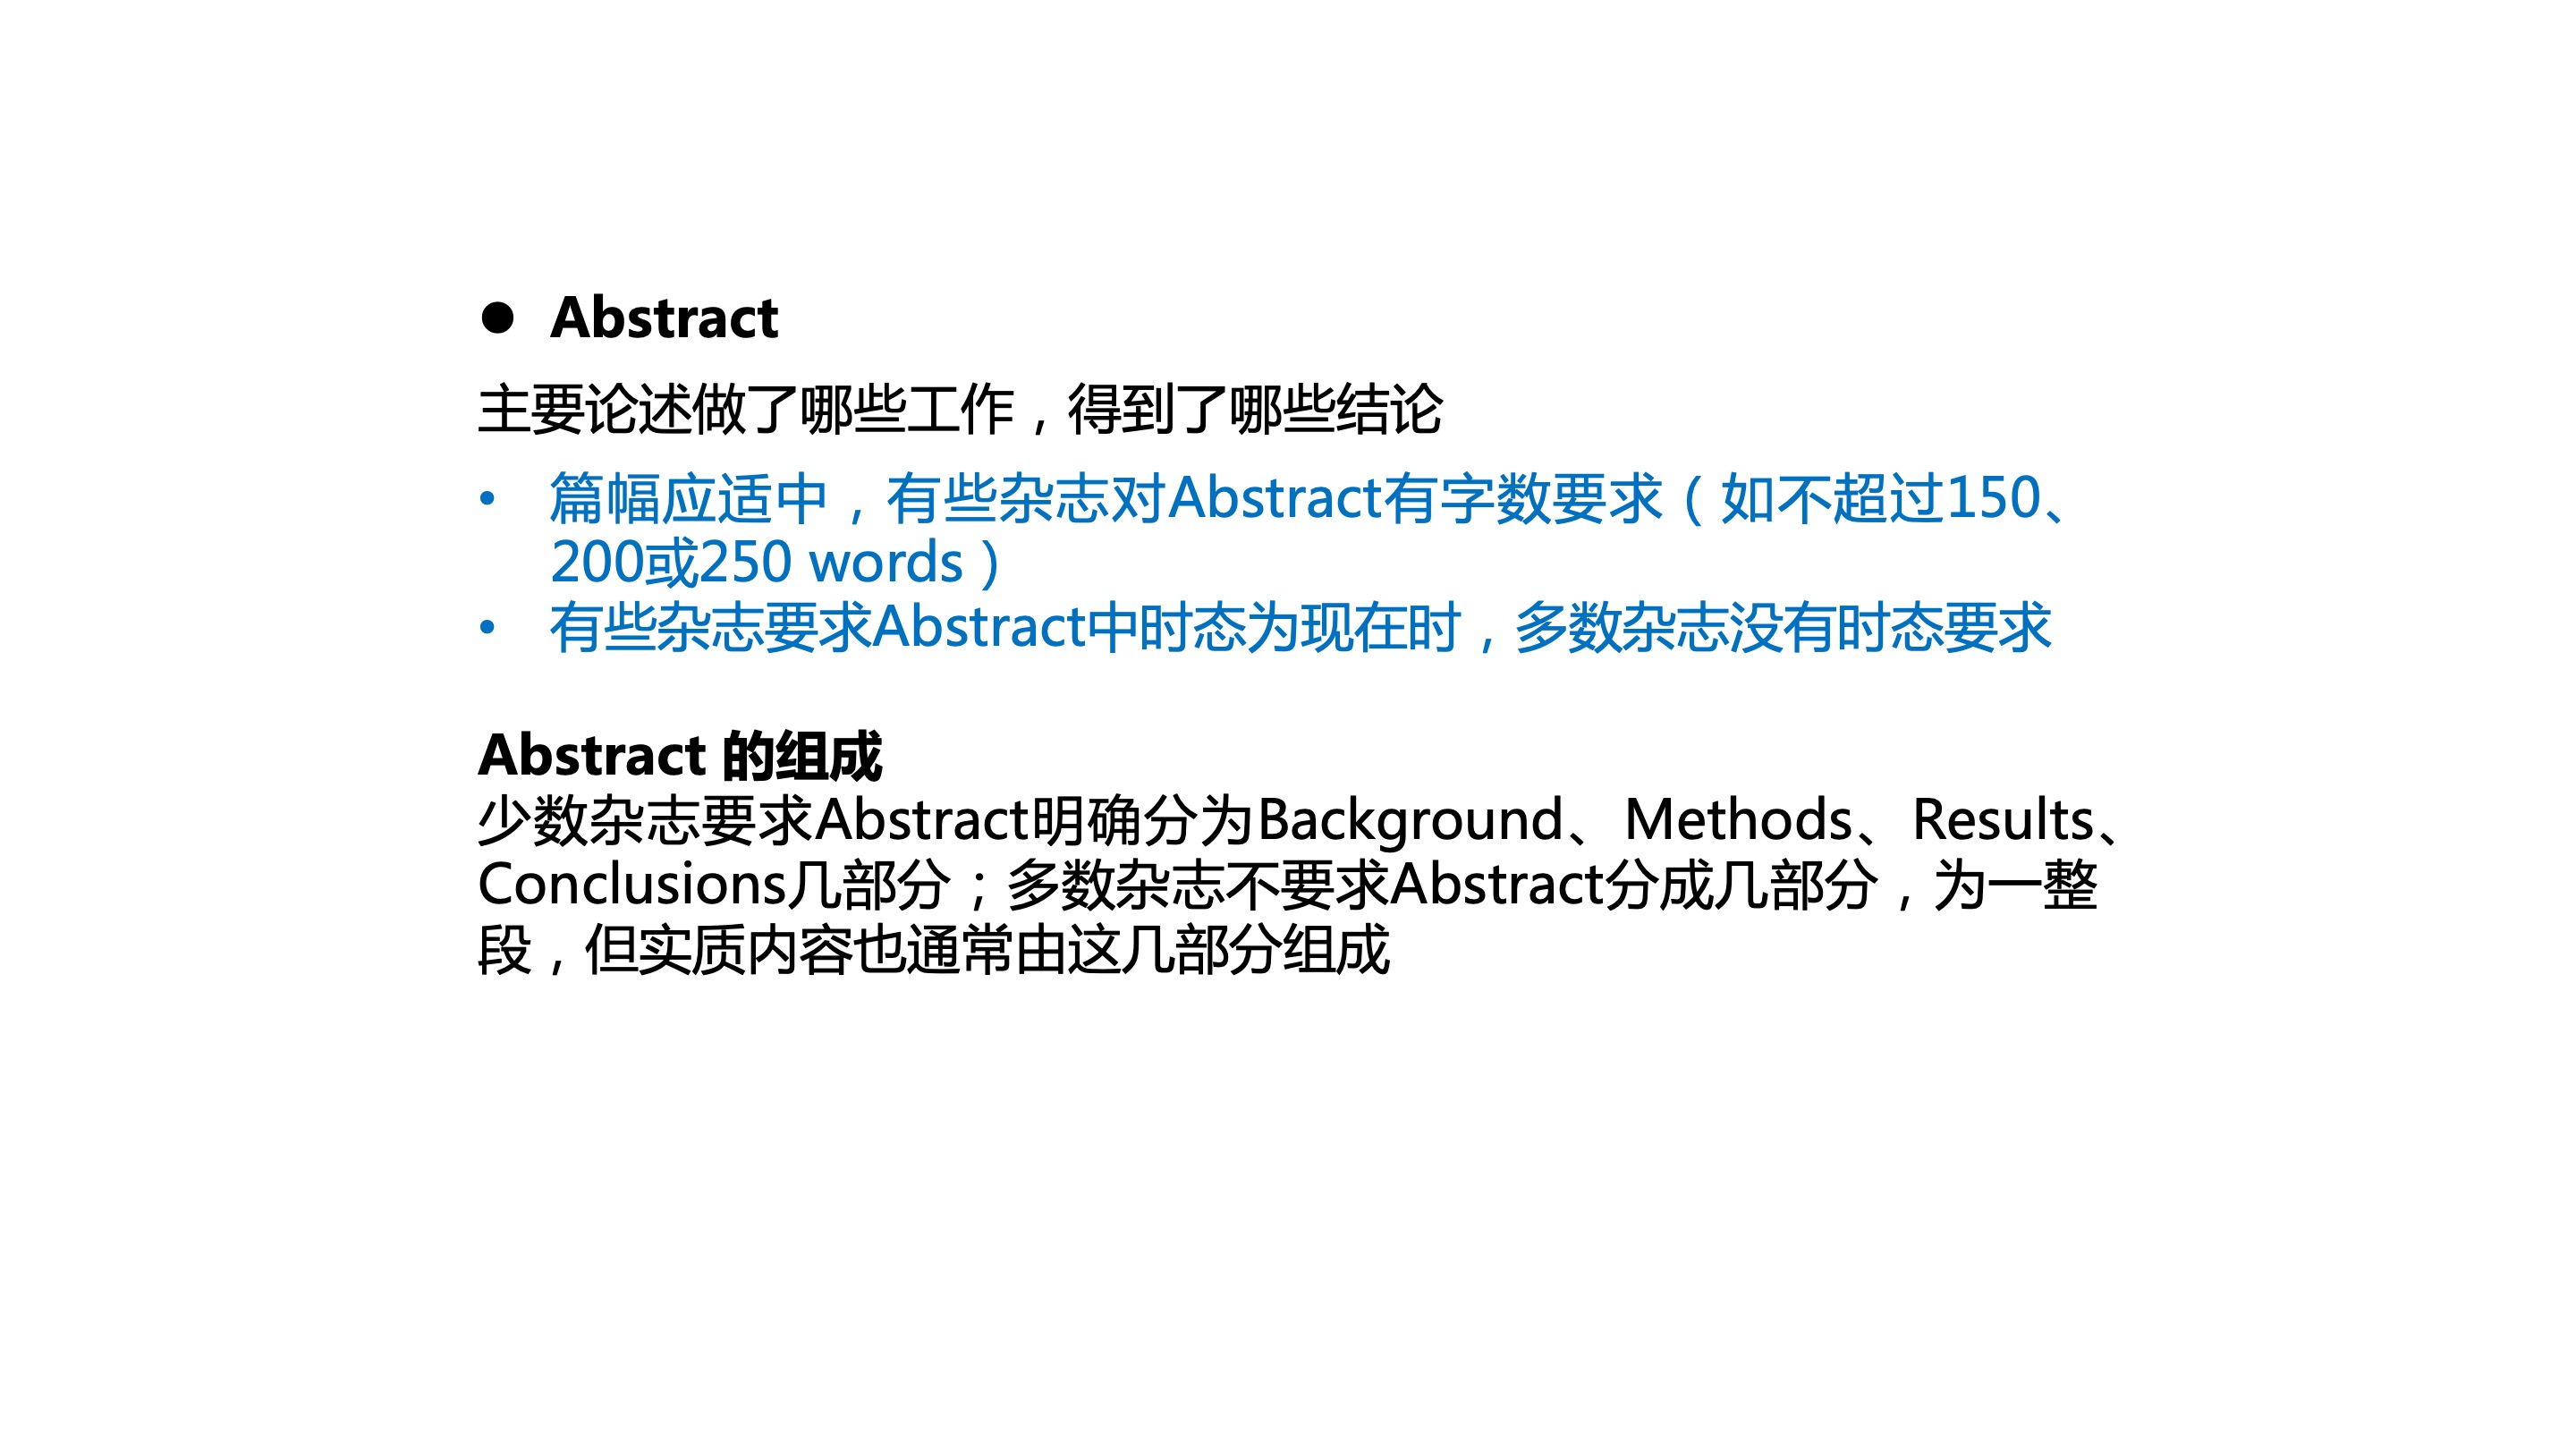 ● Abstract
主要论述做了哪些工作，得到了哪些结论
• 篇幅应适中，有些杂志对Abstract有字数要求（如不超过150、
200或250 words）
• 有些杂志要求Abstract中时态为现在时，多数杂志没有时态要求
Abstract 的组成
少数杂志要求Abstract明确分为Background、Methods、Results、
Conclusions几部分；多数杂志不要求Abstract分成几部分，为一整
段，但实质内容也通常由这几部分组成